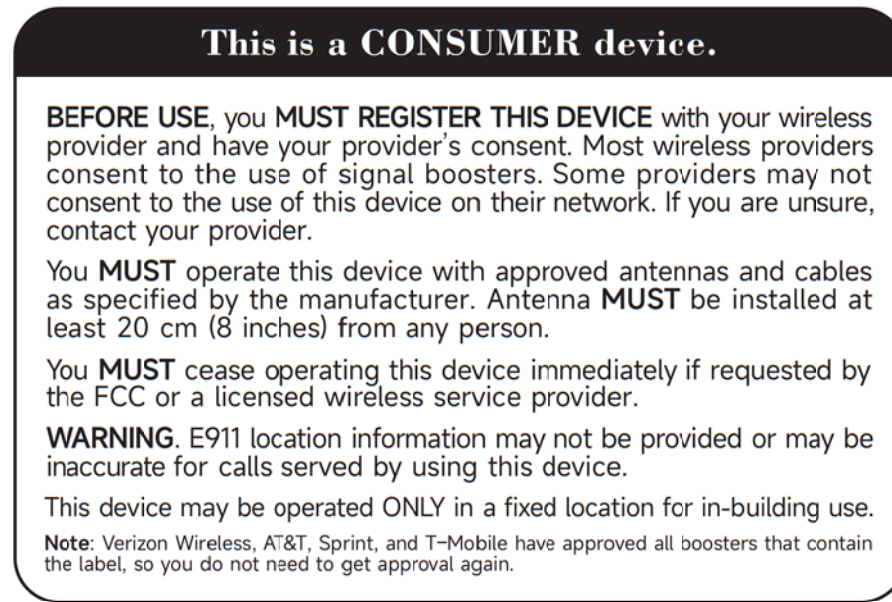 This is a CONSUMER device.
BEFORE USE, you MUST REGISTER THIS DEVICE with your wireless
provider and have your provider's consent. Most wireless providers
consent to the use of signal boosters. Some providers may not
consent to the use of this device on their network. If you are unsure,
contact your provider.
You MUST operate this device with approved antennas and cables
as specified by the manufacturer. Antenna MUST be installed at
least 20 cm (8 inches) from any person.
You MUST cease operating this device immediately if requested by
the FCC or a licensed wireless service provider.
WARNING. E911 location information may not be provided or may be
inaccurate for calls served by using this device.
This device may be operated ONLY in a fixed location for in-building use.
Note: Verizon Wireless, AT&T, Sprint, and T-Mobile have approved all boosters that contain
the label, so you do not need to get approval again.